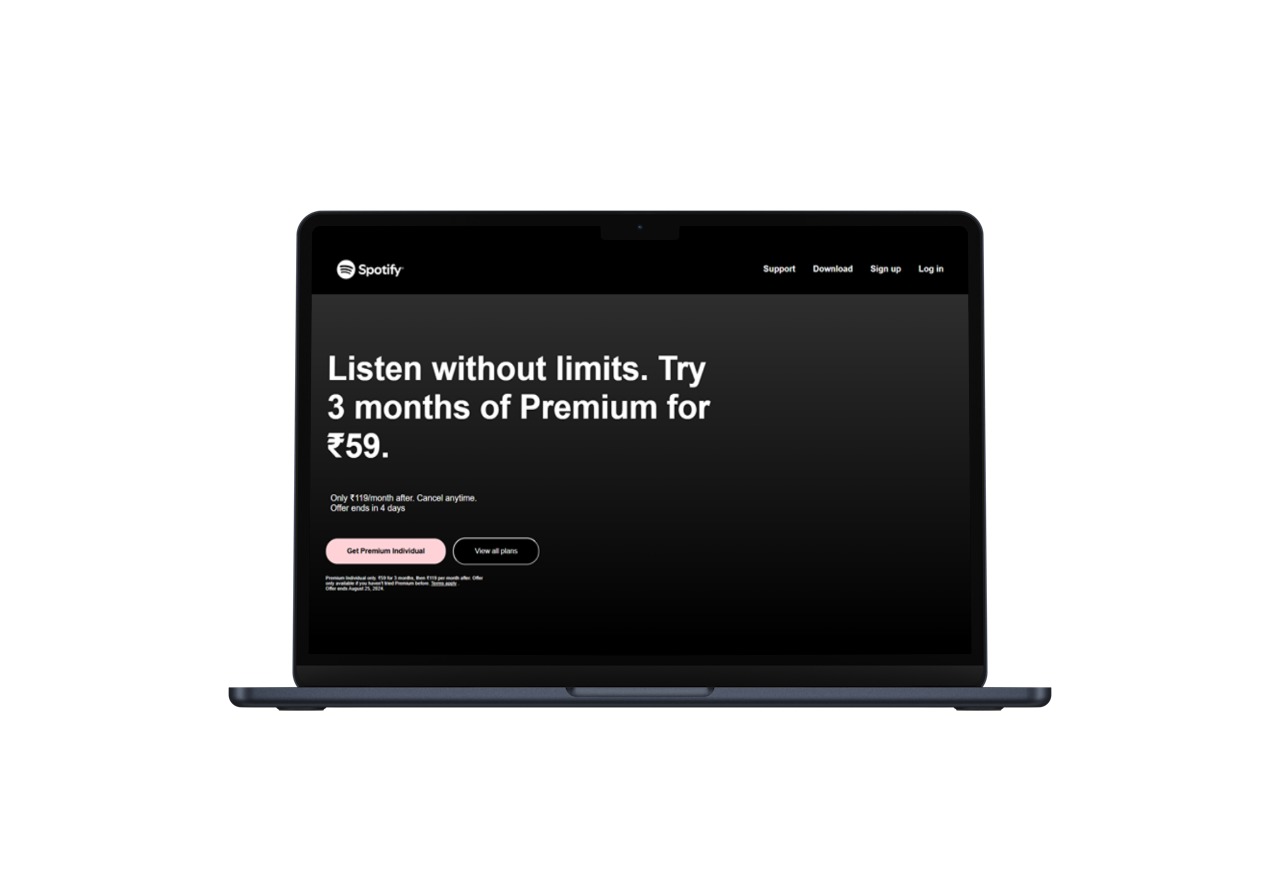 Spotify
Support Download Sign up Log in
Listen without limits. Try
3 months of Premium for
₹59.
Only ₹119/month after. Cancel anytime.
Offer ends in 4 days
Get Premium Individual View all plans
Premium Individual only. ₹59 for 3 months, then ₹119 per month after. Offer
only available if you haven't tried Premium before. Terms apply.
Offer ends August 25, 2024.